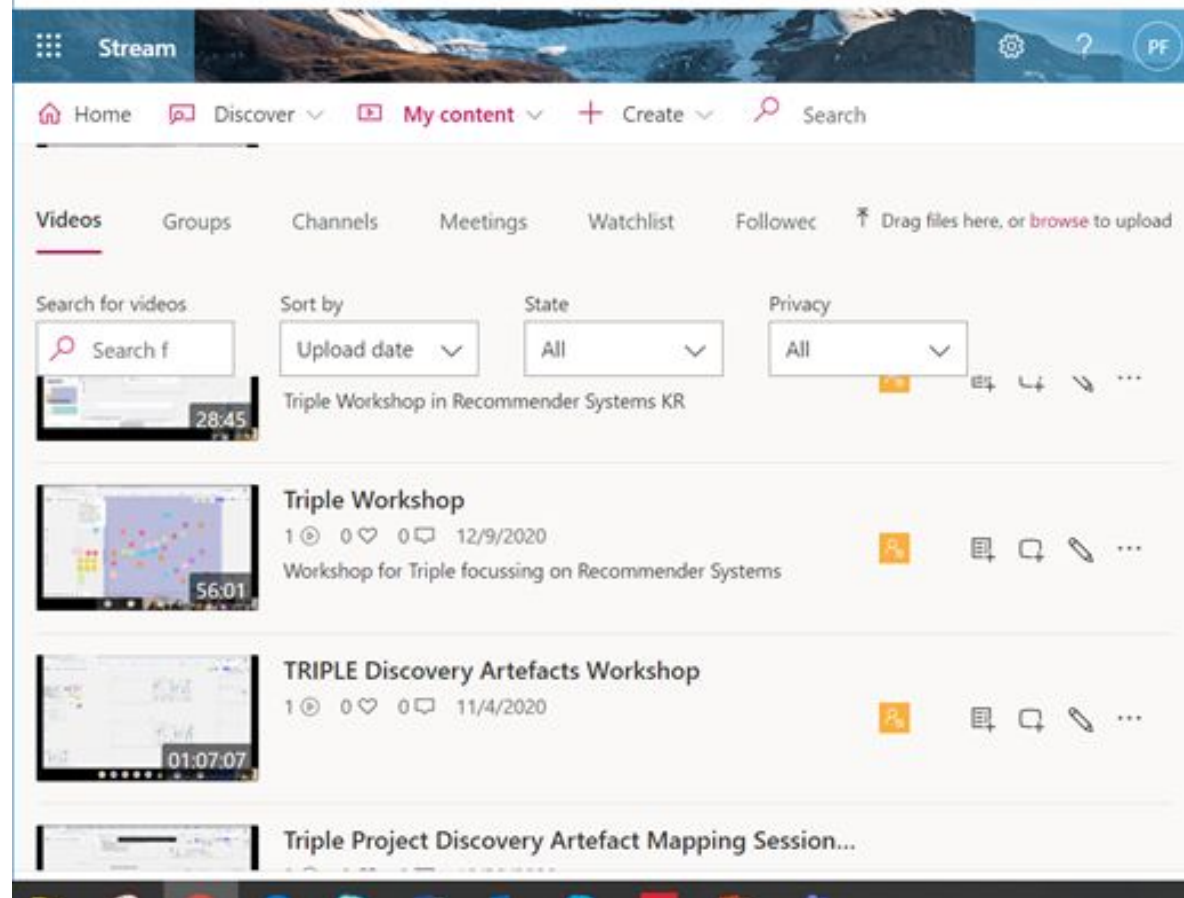 Stream
?
PF
Home Discover My content Create Search
Videos Groups Channels Meetings Watchlist Followec Drag files here, or browse to upload
Search for videos Sort by State Privacy
Search f Upload date All All
28:45
Triple Workshop in Recommender Systems KR
Triple Workshop
1 0 0 12/9/2020
Workshop for Triple focussing on Recommender Systems
56:01
TRIPLE Discovery Artefacts Workshop
1 0 0 11/4/2020
01:07:07
Triple Project Discovery Artefact Mapping Session...